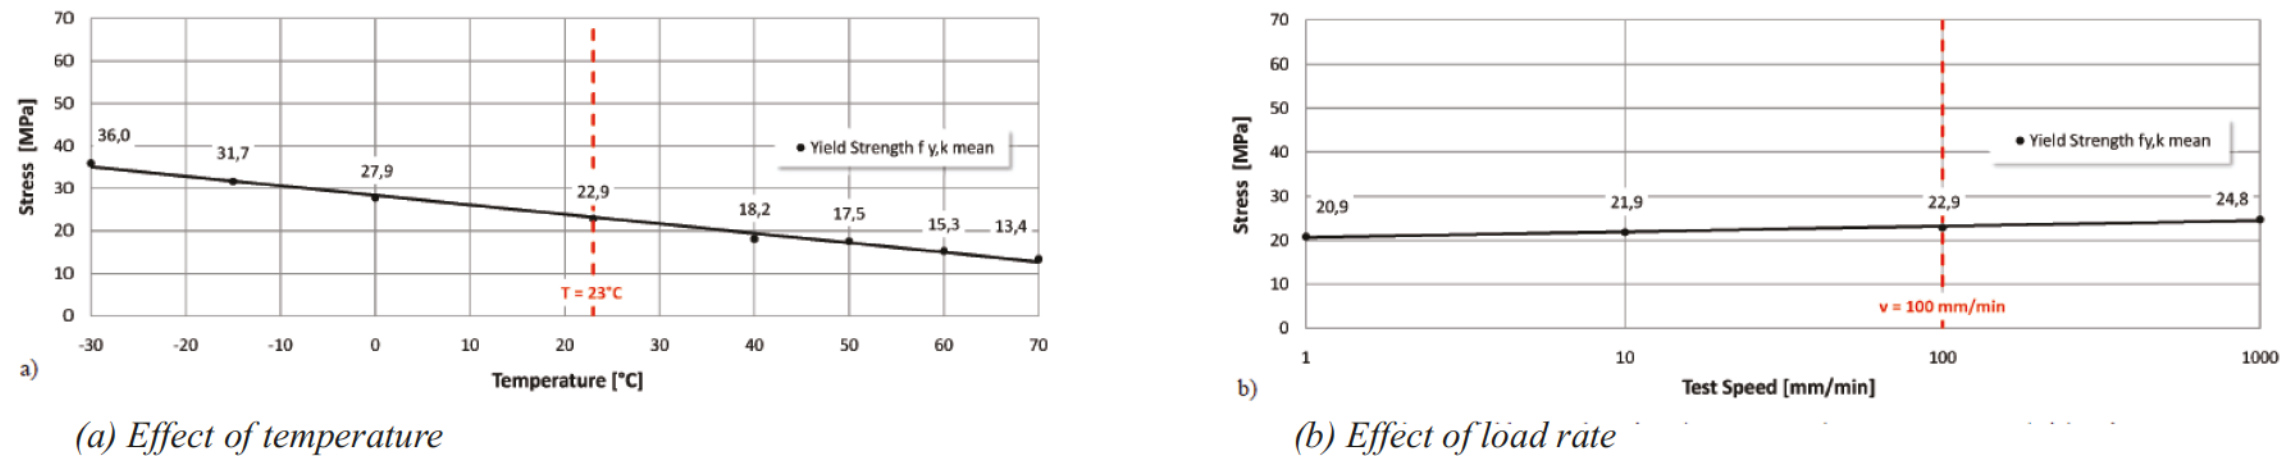 70
60
50
40
30
20
10
0
Stress [MPa]
36,0
31,7
27,9
22,9
18,2
17,5
15,3
13,4
Yield Strength f y,k mean
T = 23°C
-30 -20 -10 0 10 20 30 40 50 60 70
Temperature [°C]
a)
(a) Effect of temperature
70
60
50
40
30
20
10
0
Stress [MPa]
20,9
21,9
22,9
24,8
Yield Strength fy,k mean
v = 100 mm/min
1 10 100 1000
Test Speed [mm/min]
b)
(b) Effect of load rate